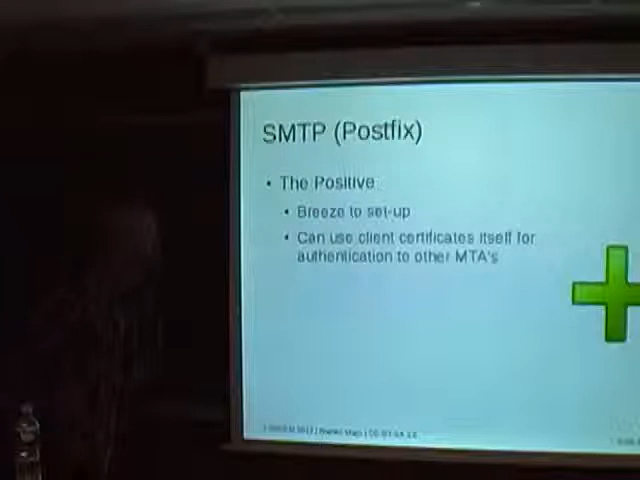 SMTP (Postfix)
• The Positive
• Breeze to set-up
• Can use client certificates itself for
authentication to other MTA's